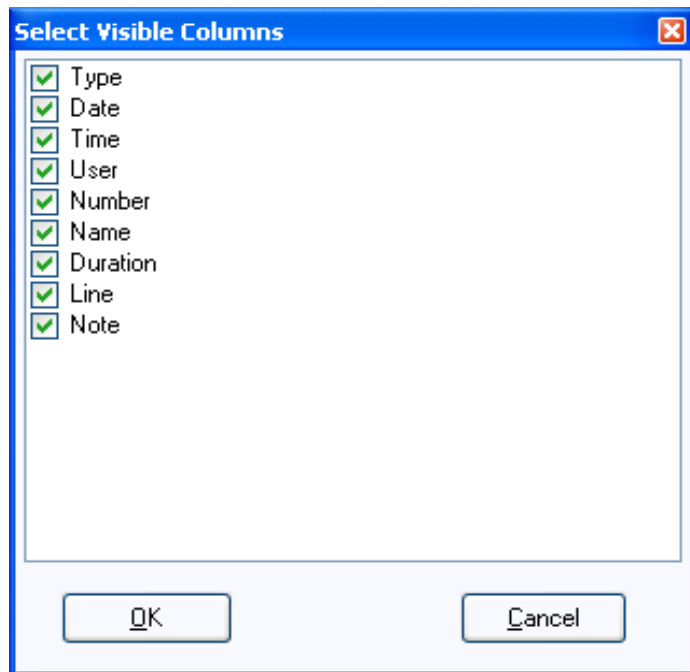 Select Visible Columns
Type
Date
Time
User
Number
Name
Duration
Line
Note
OK
Cancel